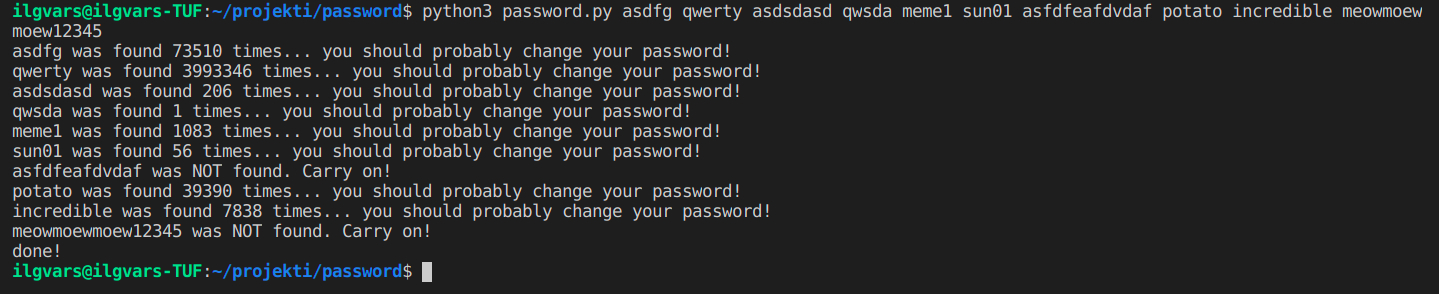 ilgvars@ilgvars-TUF:~/projekti/password$ python3 password.py asdfg qwerty asdsdasd qwsda meme1 sun01 asfdfeafdvdaf potato incredible meowmoew
moew12345
asdfg was found 73510 times... you should probably change your password!
qwerty was found 3993346 times... you should probably change your password!
asdsdasd was found 206 times... you should probably change your password!
qwsda was found 1 times... you should probably change your password!
meme1 was found 1083 times... you should probably change your password!
sun01 was found 56 times... you should probably change your password!
asfdfeafdvdaf was NOT found. Carry on!
potato was found 39390 times... you should probably change your password!
incredible was found 7838 times... you should probably change your password!
meowmoewmoew12345 was NOT found. Carry on!
done!
ilgvars@ilgvars-TUF:~/projekti/password$